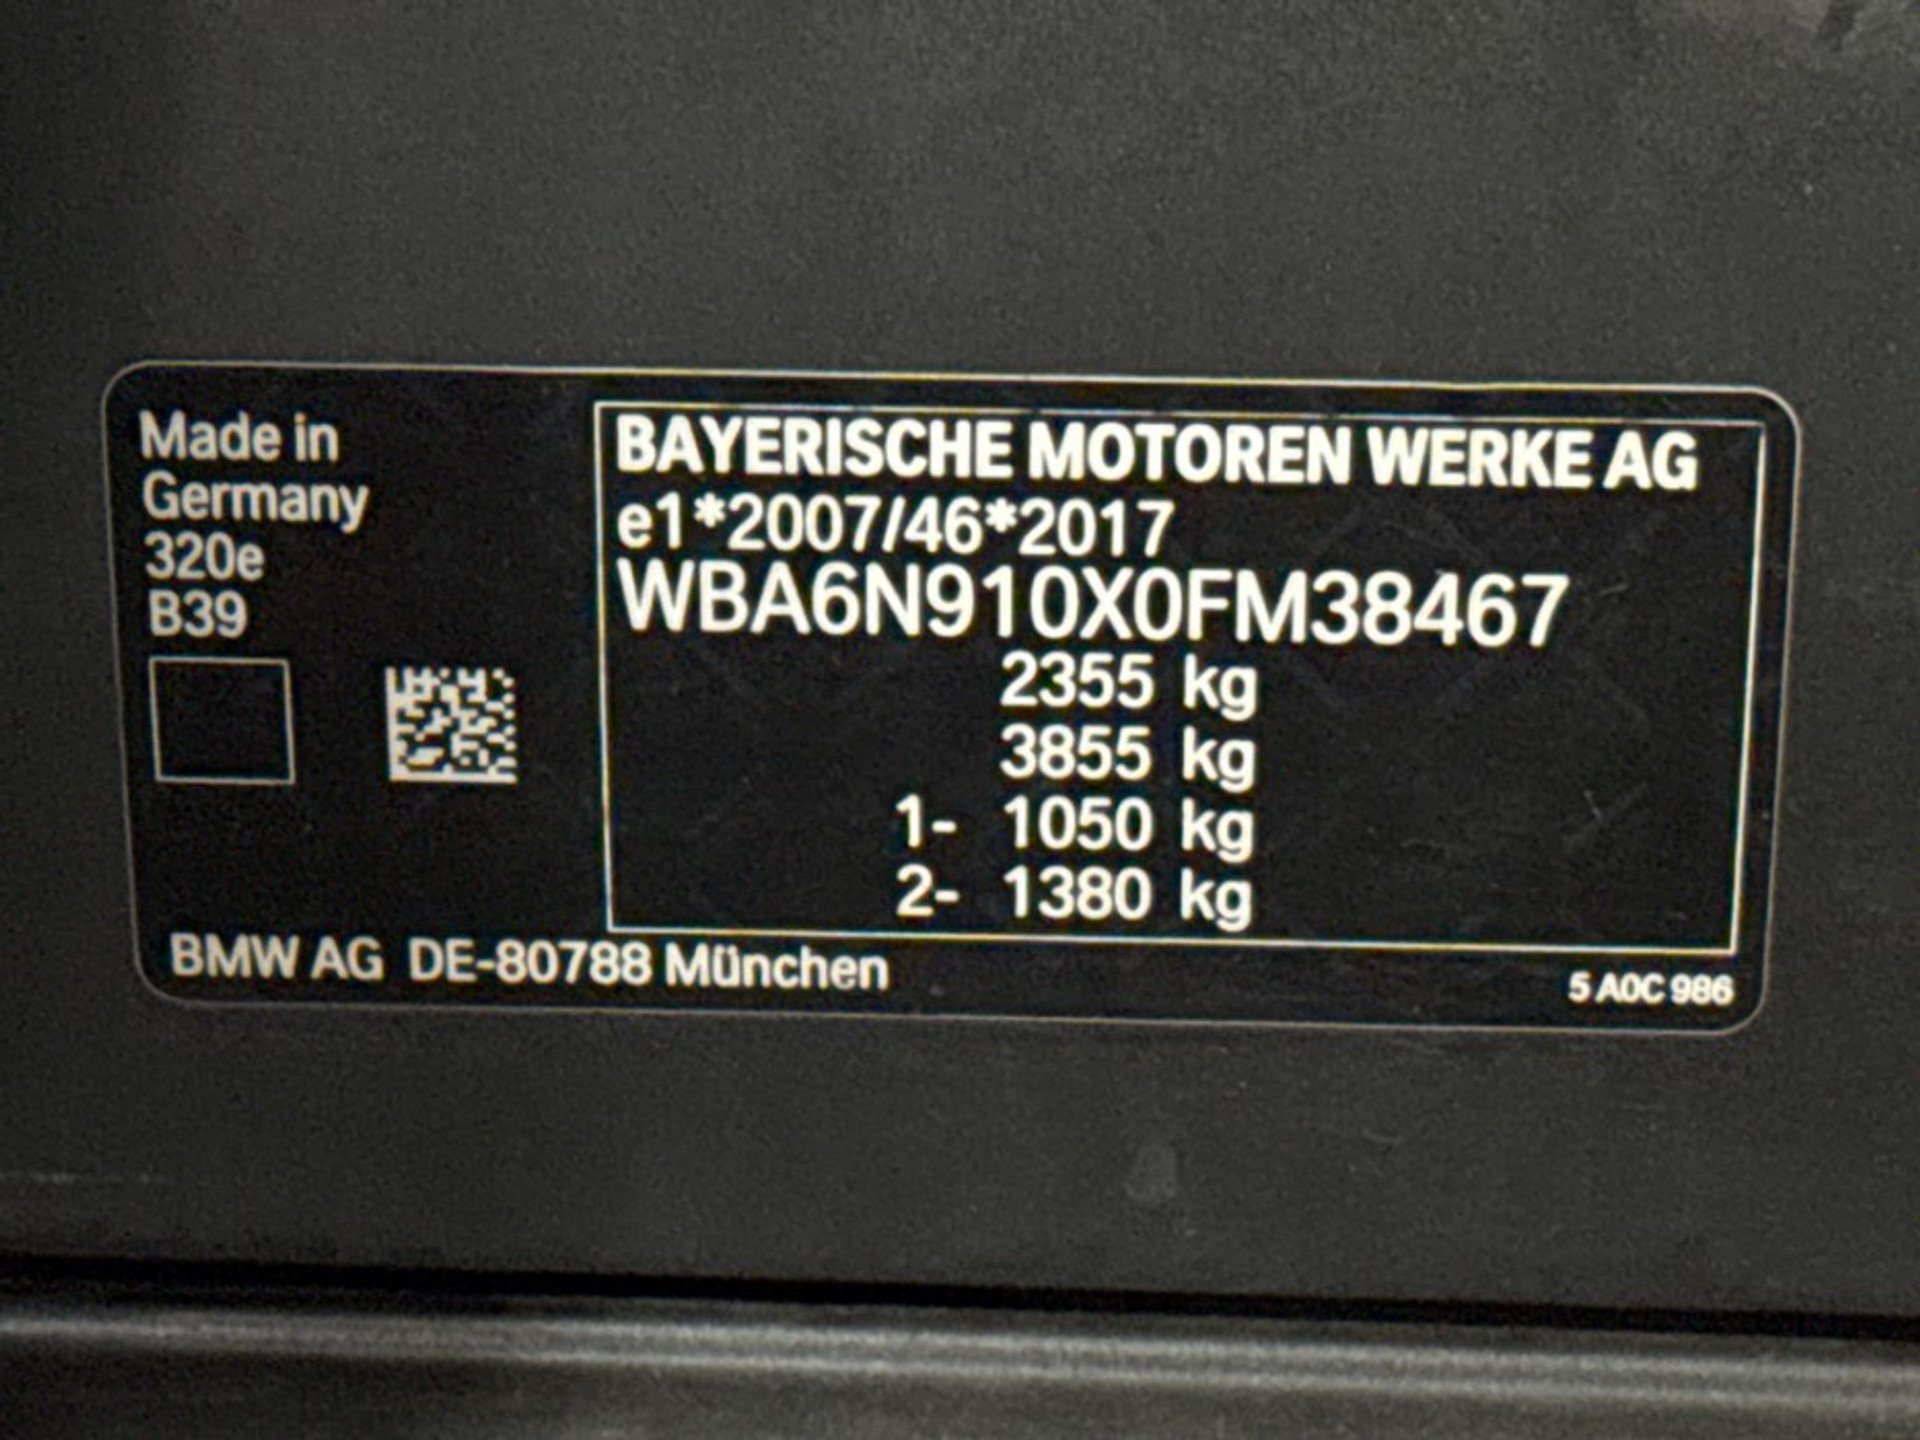 Made in
Germany
320e
B39
BAYERISCHE MOTOREN WERKE AG
e1*2007/46*2017
WBA6N910X0FM38467
2355 kg
3855 kg
1- 1050 kg
2- 1380 kg
BMW AG DE-80788 München
5 A0C 986